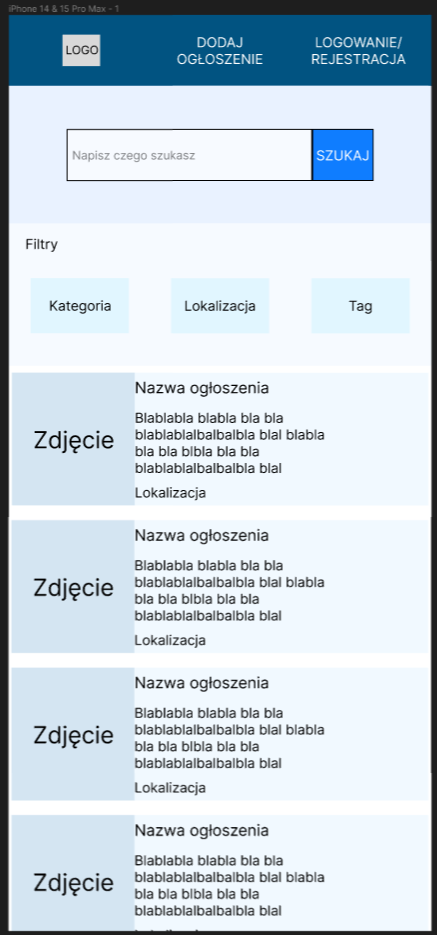 iPhone 14 & 15 Pro Max - 1
LOGO
DODAJ
OGŁOSZENIE
LOGOWANIE/
REJESTRACJA
Napisz czego szukasz
SZUKAJ
Filtry
Kategoria
Lokalizacja
Tag
Zdjęcie
Nazwa ogłoszenia
Blablabla blabla bla bla
blablablalbalbalbla blal blabla
bla bla blbla bla bla
blablablalbalbalbla blal
Lokalizacja
Zdjęcie
Nazwa ogłoszenia
Blablabla blabla bla bla
blablablalbalbalbla blal blabla
bla bla blbla bla bla
blablablalbalbalbla blal
Lokalizacja
Zdjęcie
Nazwa ogłoszenia
Blablabla blabla bla bla
blablablalbalbalbla blal blabla
bla bla blbla bla bla
blablablalbalbalbla blal
Lokalizacja
Zdjęcie
Nazwa ogłoszenia
Blablabla blabla bla bla
blablablalbalbalbla blal blabla
bla bla blbla bla bla
blablablalbalbalbla blal